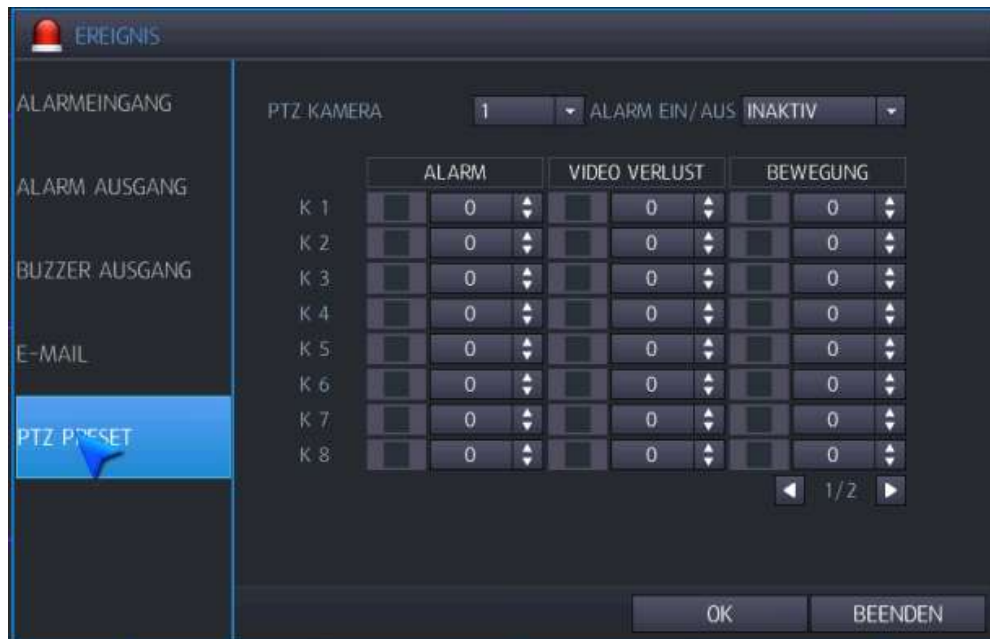 EREIGNIS
ALARMEINGANG
ALARM AUSGANG
BUZZER AUSGANG
E-MAIL
PTZ PRESET
PTZ KAMERA 1 ALARM EIN/AUS INAKTIV
ALARM VIDEO VERLUST BEWEGUNG
K 1 0 0 0
K 2 0 0 0
K 3 0 0 0
K 4 0 0 0
K 5 0 0 0
K 6 0 0 0
K 7 0 0 0
K 8 0 0 0
1/2
OK BEENDEN